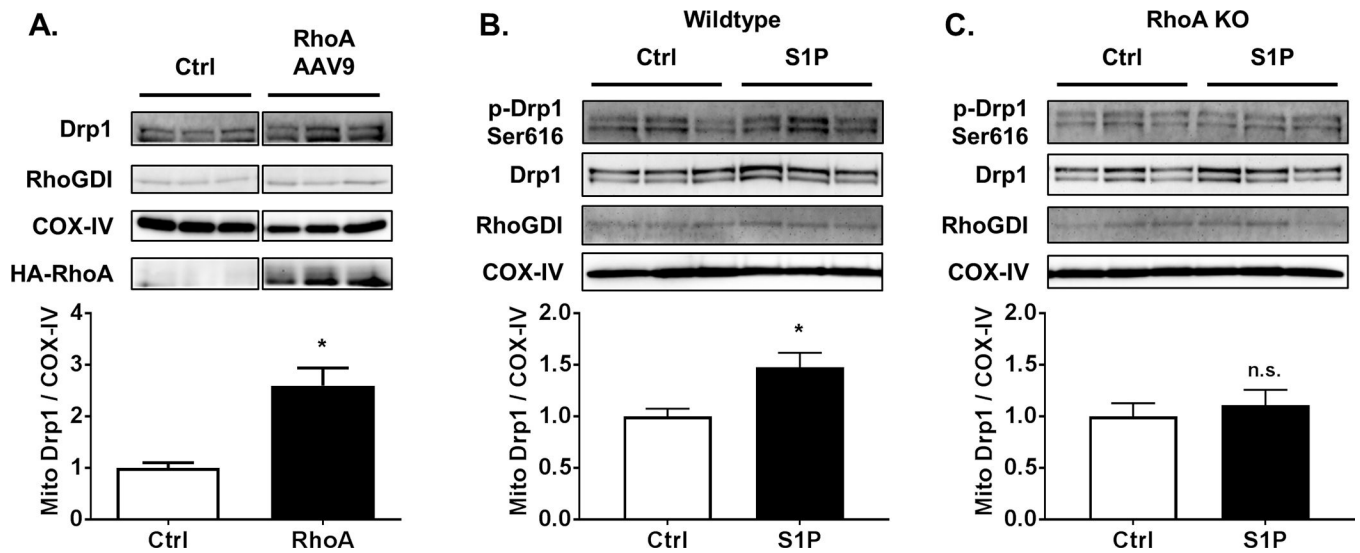 A.
Ctrl
RhoA
AAV9
Drp1
RhoGDI
COX-IV
HA-RhoA
Mito Drp1 / COX-IV
4
3
2
1
0
*
Ctrl
RhoA
B.
Wildtype
Ctrl
S1P
p-Drp1
Ser616
Drp1
RhoGDI
COX-IV
Mito Drp1 / COX-IV
2.0
1.5
1.0
0.5
0.0
*
Ctrl
S1P
C.
RhoA KO
Ctrl
S1P
p-Drp1
Ser616
Drp1
RhoGDI
COX-IV
Mito Drp1 / COX-IV
2.0
1.5
1.0
0.5
0.0
n.s.
Ctrl
S1P